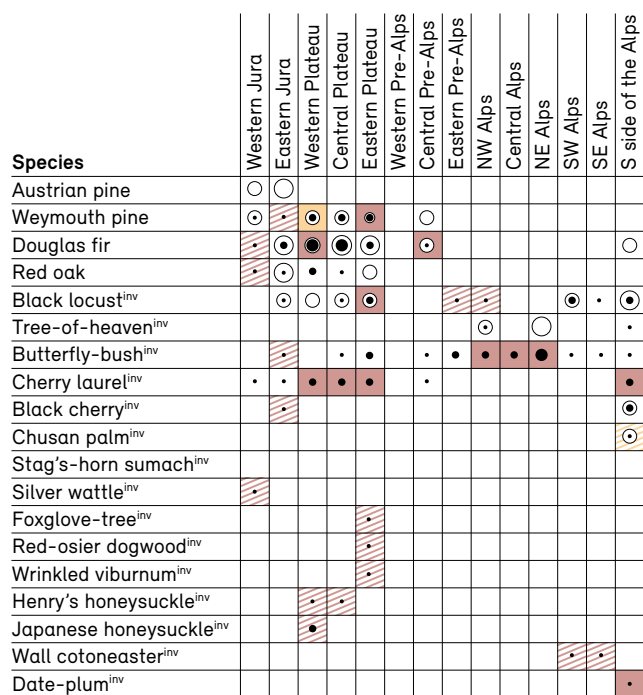 Species
Western Jura
Eastern Jura
Western Plateau
Central Plateau
Eastern Plateau
Western Pre-Alps
Central Pre-Alps
Eastern Pre-Alps
NW Alps
Central Alps
NE Alps
SW Alps
SE Alps
S side of the Alps
Austrian pine
Weymouth pine
Douglas fir
Red oak
Black locustinv
Tree-of-heaveninv
Butterfly-bushinv
Cherry laurelinv
Black cherryinv
Chusan palminv
Stag's-horn sumachinv
Silver wattleinv
Foxglove-treeinv
Red-osier dogwoodinv
Wrinkled viburnuminv
Henry's honeysuckleinv
Japanese honeysuckleinv
Wall cotoneasterinv
Date-pluminv